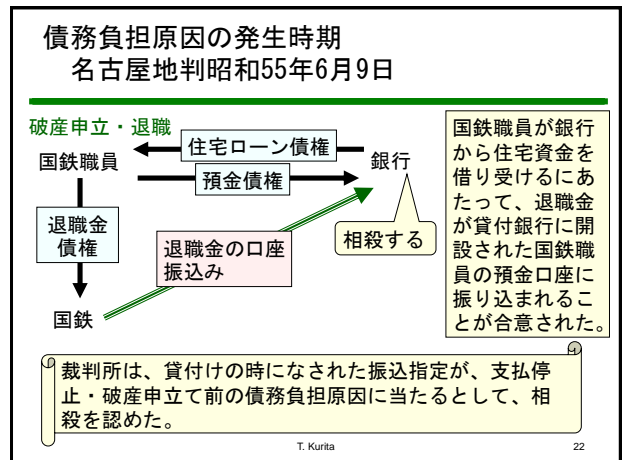 債務負担原因の発生時期
名古屋地判昭和55年6月9日
破産申立・退職
国鉄職員
住宅ローン債権
預金債権
銀行
退職金
債権
退職金の口座
振込み
相殺する
国鉄
国鉄職員が銀行
から住宅資金を
借り受けるにあ
たって、退職金
が貸付銀行に開
設された国鉄職
員の預金口座に
振り込まれるこ
とが合意された。
裁判所は、貸付けの時になされた振込指定が、支払停
止・破産申立て前の債務負担原因に当たるとして、相
殺を認めた。
T. Kurita
22